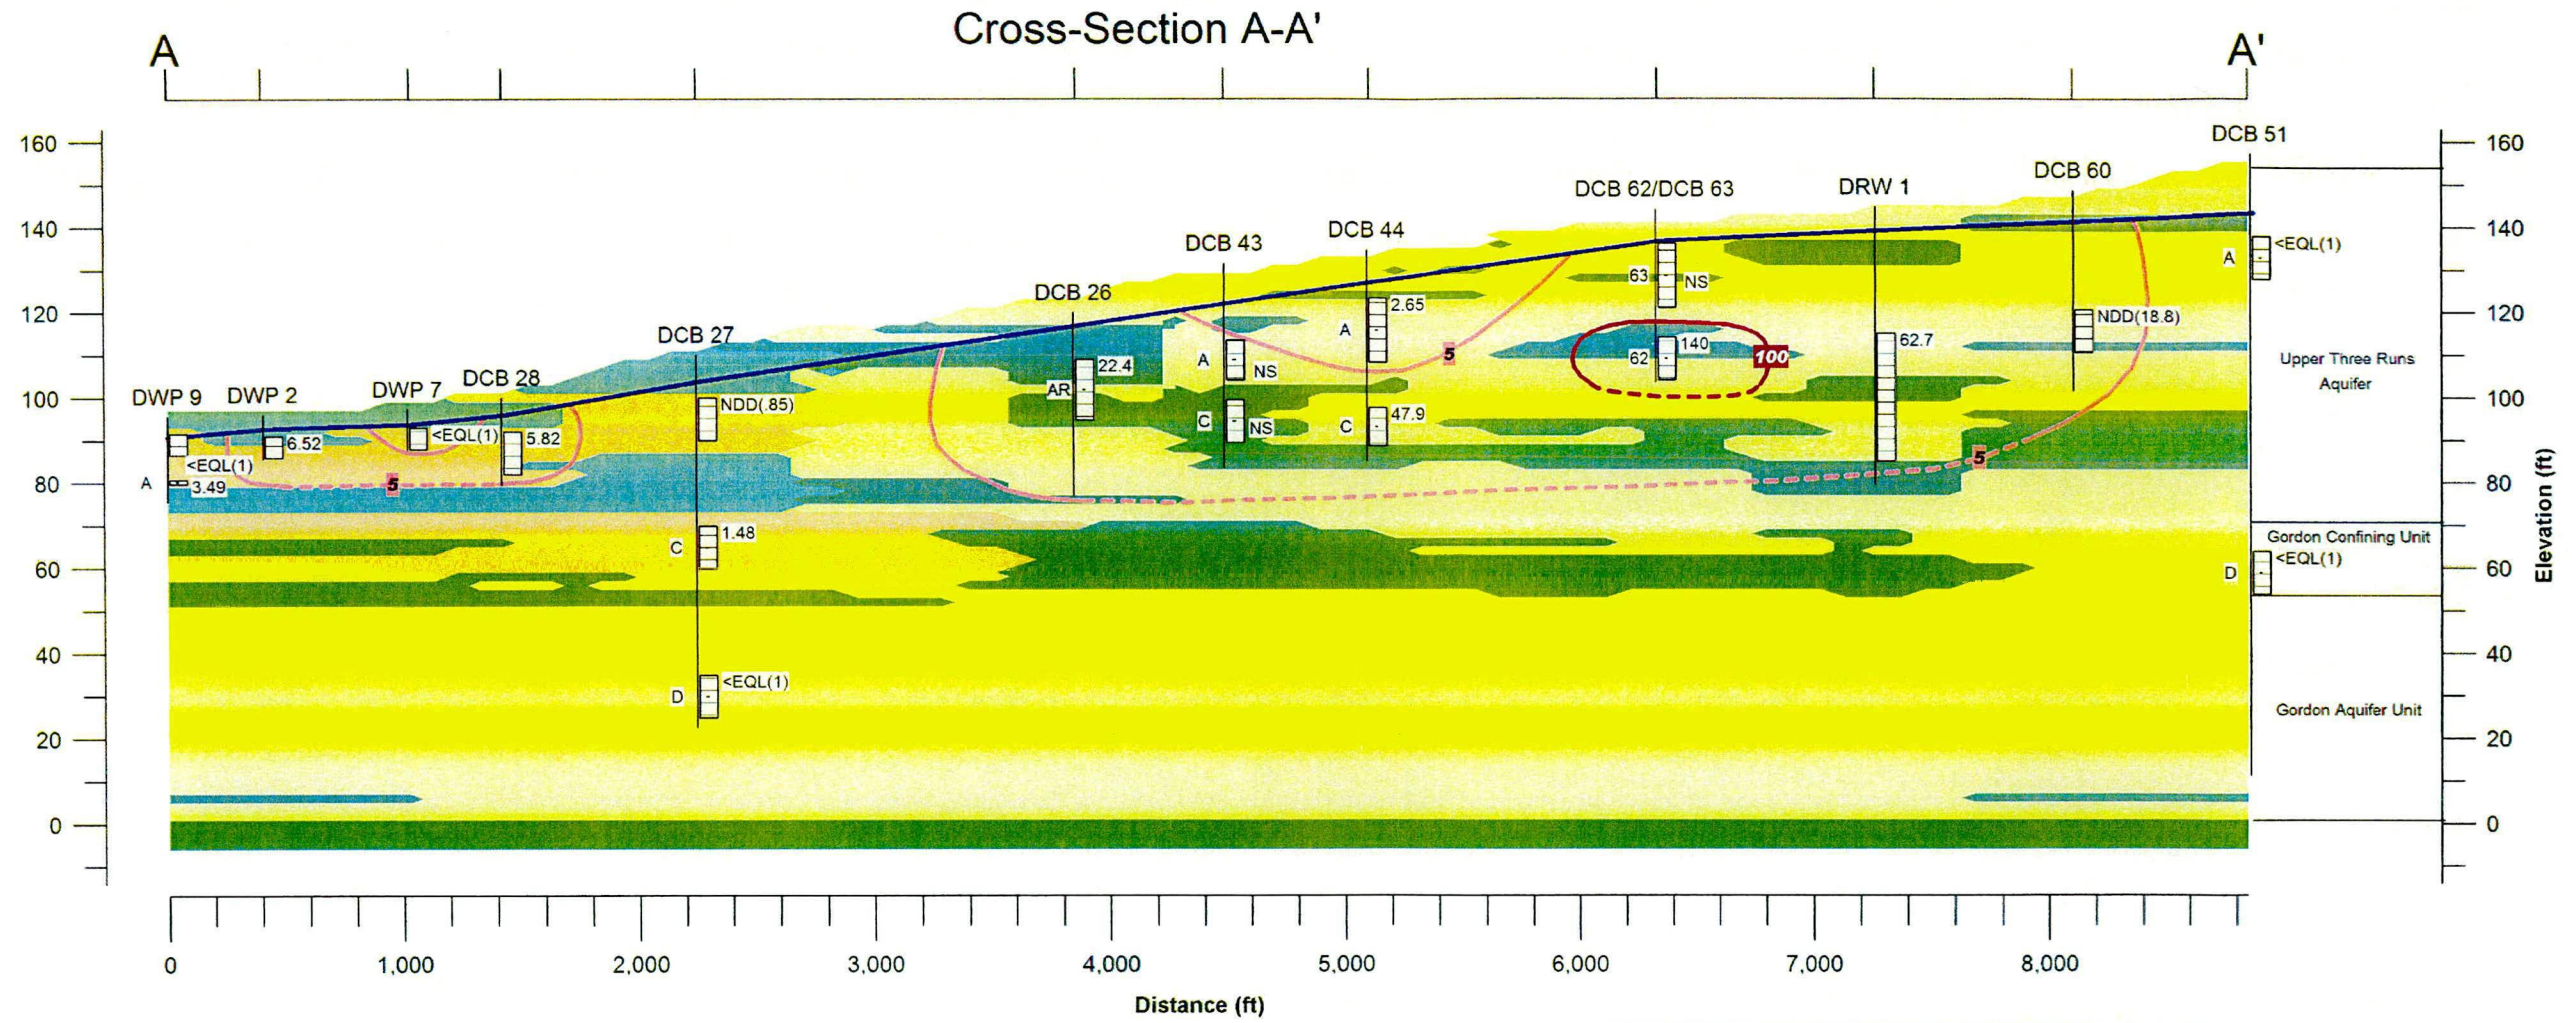 Cross-Section A-A'
A
A'
DCB 51
160
160
DCB 60
DCB 62/DCB 63
DRW 1
140
DCB 44
140
DCB 43
A
<EQL(1)
63
NS
DCB 26
120
2.65
NDD(18.8)
120
DCB 27
A
62.7
140
62
100
5
Upper Three Runs
Aquifer
A
NS
22.4
AR
DCB 28
DWP 7
DWP 9
DWP 2
100
NDD(.85)
47.9
C
100
C
NS
<EQL(1)
5.82
6.52
<EQL(1)
5
A
3.49
80
5
80
Elevation (ft)
1.48
C
Gordon Confining Unit
<EQL(1)
D
60
60
40
<EQL(1)
D
40
Gordon Aquifer Unit
20
20
0
0
0
1,000
2,000
3,000
4,000
5,000
6,000
7,000
8,000
Distance (ft)